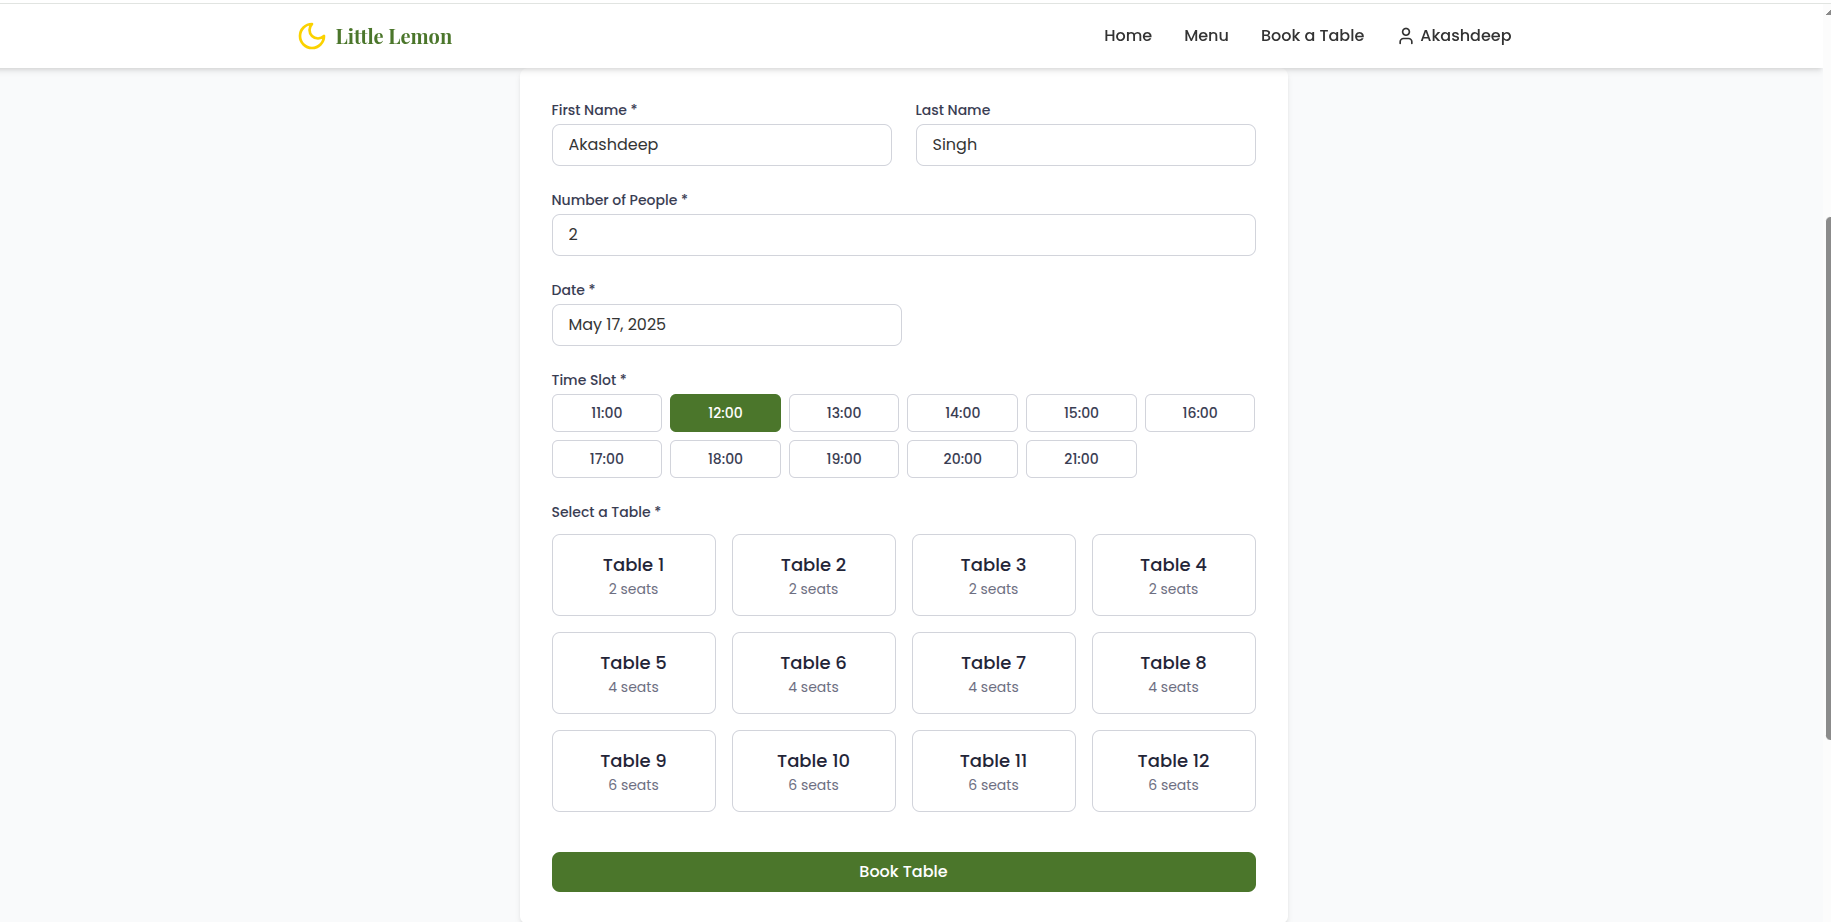 Little Lemon
Home Menu Book a Table Akashdeep
First Name * Last Name
Akashdeep Singh
Number of People *
2
Date *
May 17, 2025
Time Slot *
11:00 12:00 13:00 14:00 15:00 16:00
17:00 18:00 19:00 20:00 21:00
Select a Table *
Table 1 Table 2 Table 3 Table 4
2 seats 2 seats 2 seats 2 seats
Table 5 Table 6 Table 7 Table 8
4 seats 4 seats 4 seats 4 seats
Table 9 Table 10 Table 11 Table 12
6 seats 6 seats 6 seats 6 seats
Book Table